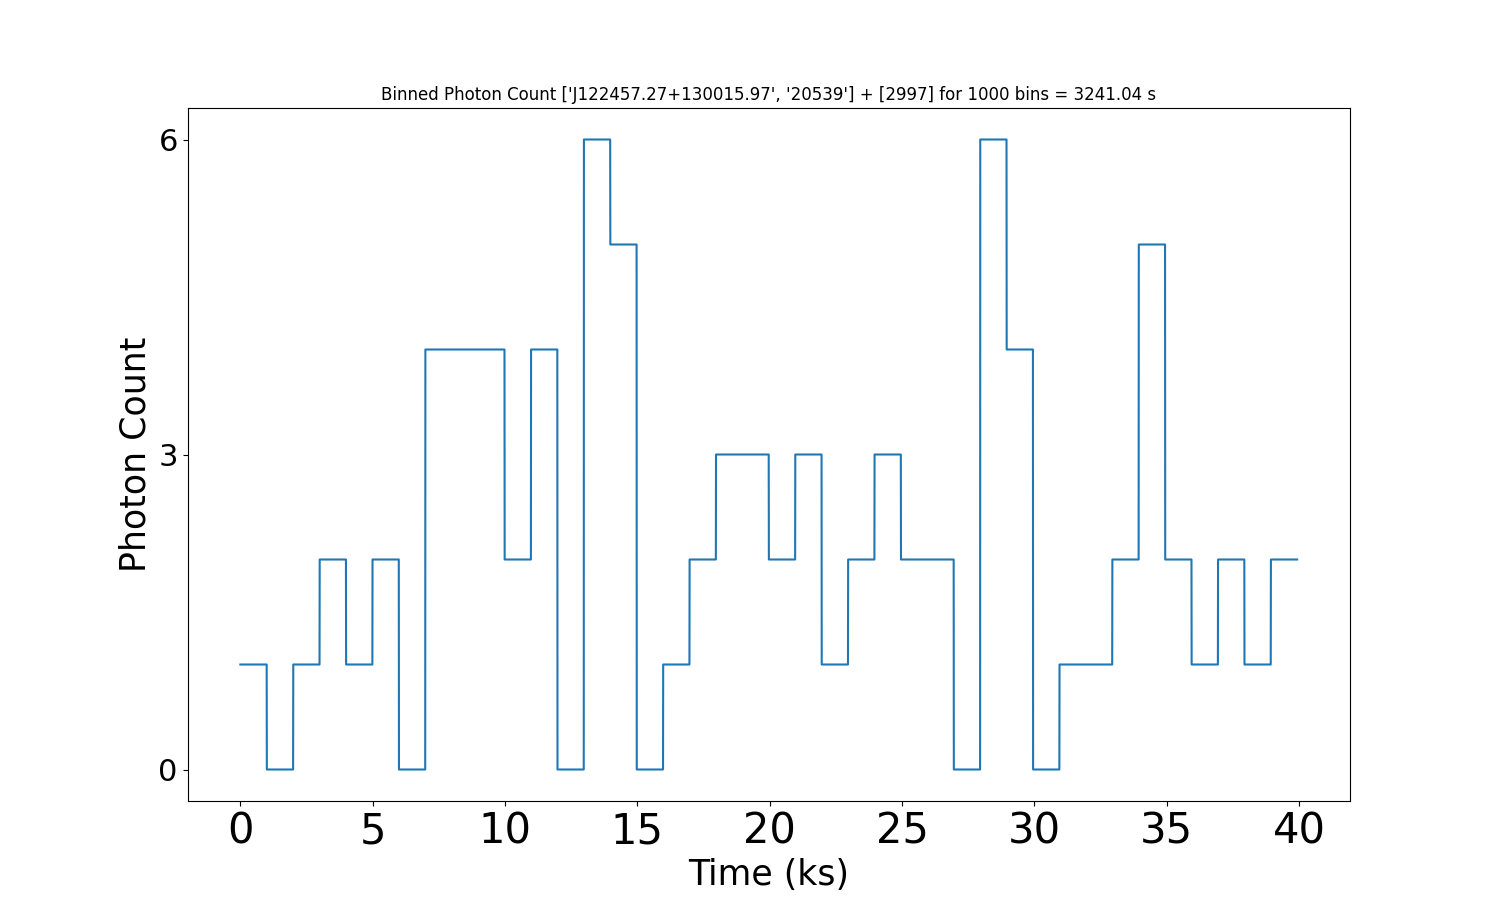 Binned Photon Count ['J122457.27+130015.97', '20539'] + [2997] for 1000 bins = 3241.04 s
6
3
0
Photon Count
0 5 10 15 20 25 30 35 40
Time (ks)